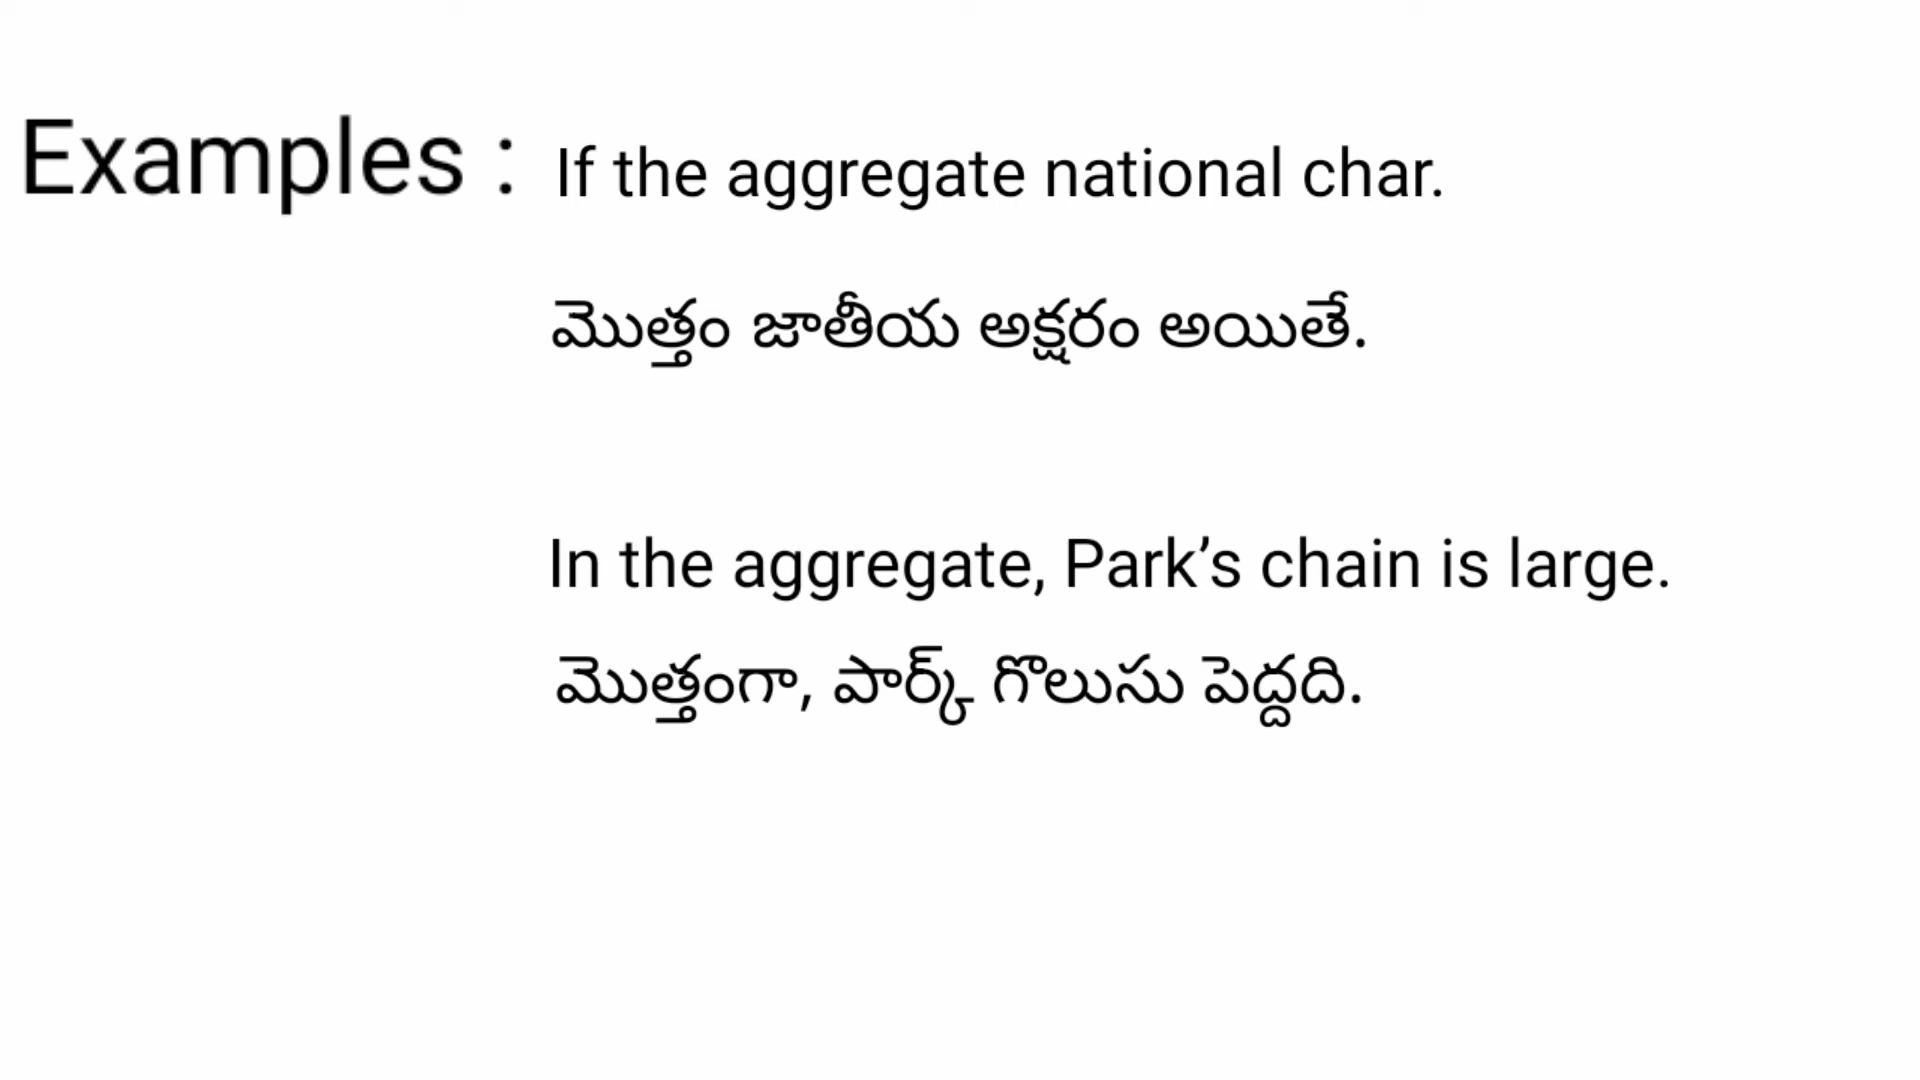 Examples : If the aggregate national char.
మొత్తం జాతీయ అక్షరం అయితే.
In the aggregate, Park’s chain is large.
మొత్తంగా, పార్క్ గొలుసు పెద్దది.